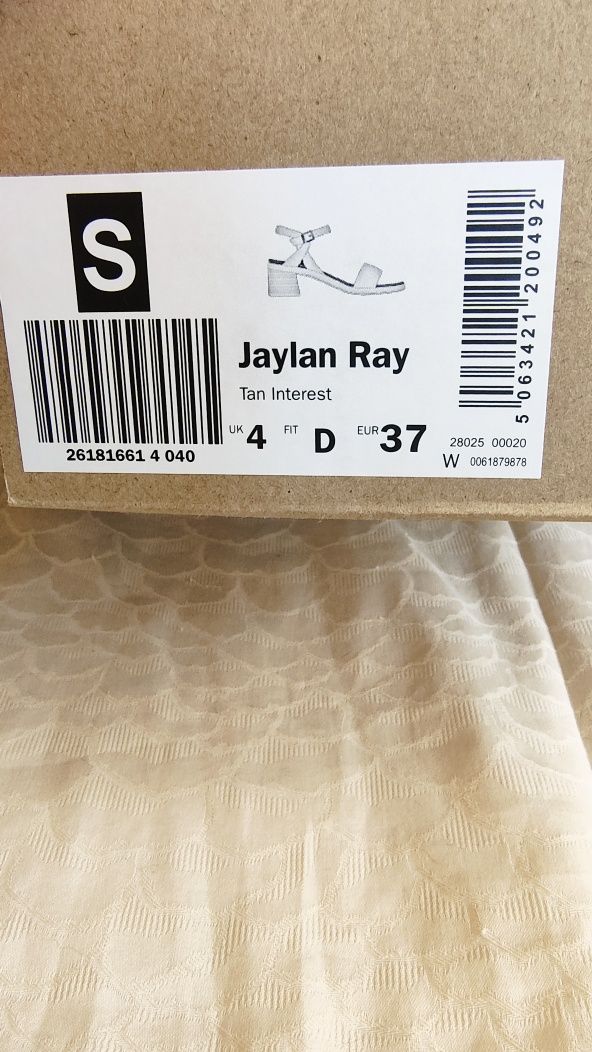 S
26181661 4 040
Jaylan Ray
Tan Interest
UK 4 FIT D EUR 37
5 063421 200492
28025 00020
W 0061879878